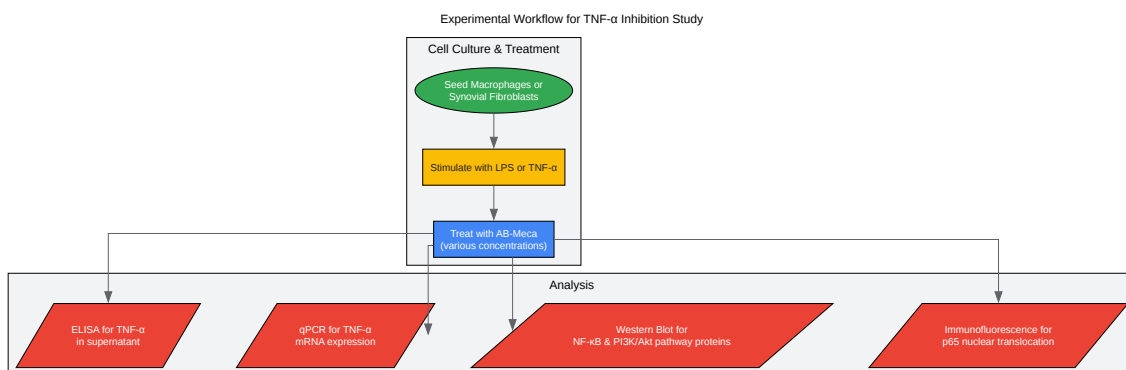 Experimental Workflow for TNF-α Inhibition Study
Cell Culture & Treatment
Seed Macrophages or
Synovial Fibroblasts
Stimulate with LPS or TNF-α
Treat with AB-Meca
(various concentrations)
Analysis
ELISA for TNF-α
in supernatant
qPCR for TNF-α
mRNA expression
Western Blot for
NF-κB & PI3K/Akt pathway proteins
Immunofluorescence for
p65 nuclear translocation